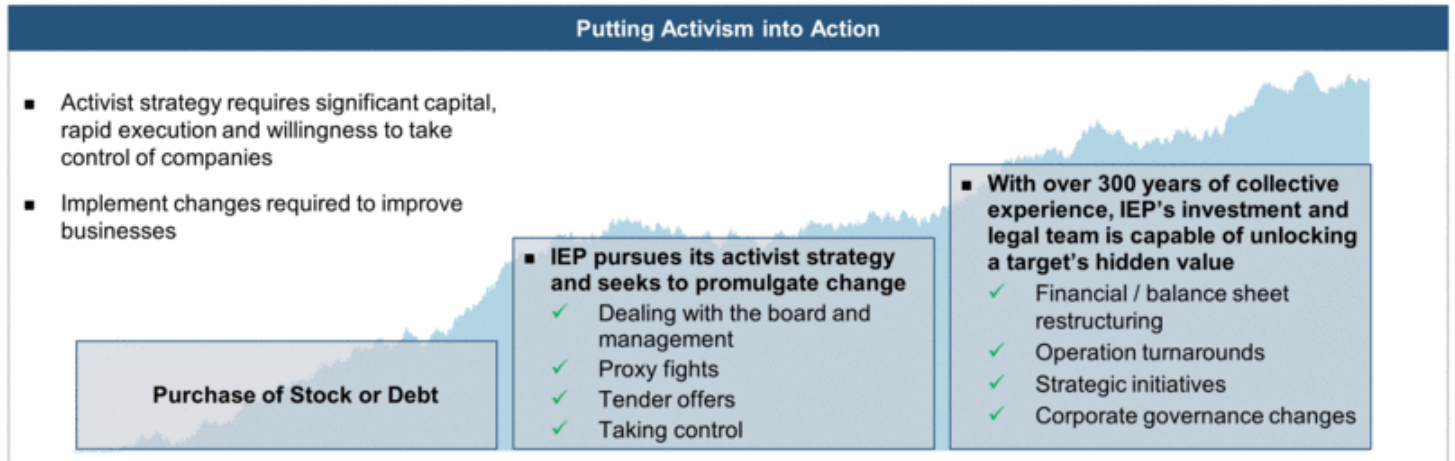 Putting Activism into Action
■ Activist strategy requires significant capital,
rapid execution and willingness to take
control of companies
■ Implement changes required to improve
businesses
Purchase of Stock or Debt
■ IEP pursues its activist strategy
and seeks to promulgate change
✓ Dealing with the board and
management
✓ Proxy fights
✓ Tender offers
✓ Taking control
■ With over 300 years of collective
experience, IEP's investment and
legal team is capable of unlocking
a target's hidden value
✓ Financial / balance sheet
restructuring
✓ Operation turnarounds
✓ Strategic initiatives
✓ Corporate governance changes